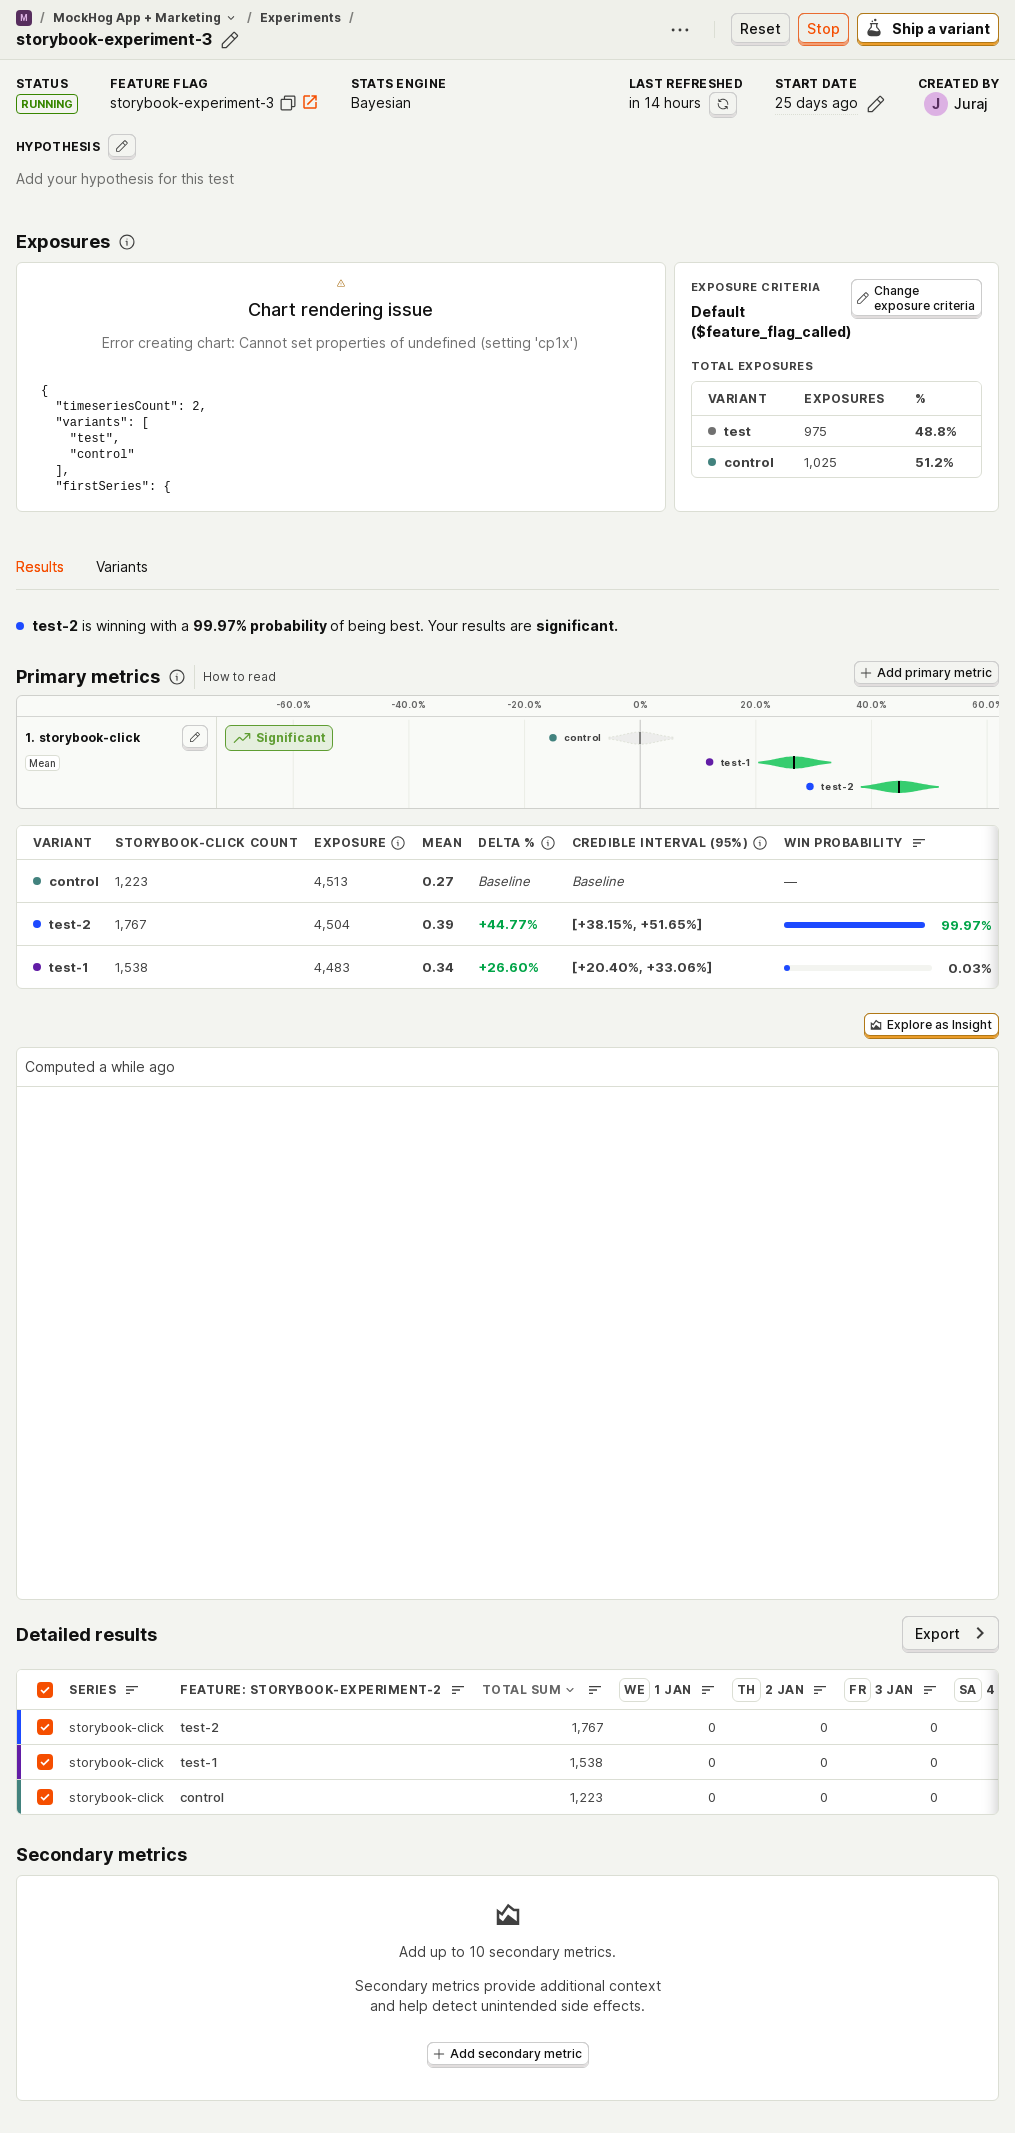 M / MockHog App + Marketing / Experiments /
storybook-experiment-3
Reset
Stop
Ship a variant
STATUS
RUNNING
FEATURE FLAG
storybook-experiment-3
STATS ENGINE
Bayesian
LAST REFRESHED
in 14 hours
START DATE
25 days ago
CREATED BY
J Juraj
HYPOTHESIS
Add your hypothesis for this test
Exposures
Chart rendering issue
Error creating chart: Cannot set properties of undefined (setting 'cp1x')
{
"timeseriesCount": 2,
"variants": [
"test",
"control"
],
"firstSeries": {
EXPOSURE CRITERIA
Default
($feature_flag_called)
Change
exposure criteria
TOTAL EXPOSURES
VARIANT EXPOSURES %
test 975 48.8%
control 1,025 51.2%
Results Variants
test-2 is winning with a 99.97% probability of being best. Your results are significant.
Primary metrics How to read
Add primary metric
-60.0% -40.0% -20.0% 0% 20.0% 40.0% 60.0%
1. storybook-click
Mean
Significant
control
test-1
test-2
VARIANT STORYBOOK-CLICK COUNT EXPOSURE MEAN DELTA % CREDIBLE INTERVAL (95%) WIN PROBABILITY
control 1,223 4,513 0.27 Baseline Baseline —
test-2 1,767 4,504 0.39 +44.77% [+38.15%, +51.65%] 99.97%
test-1 1,538 4,483 0.34 +26.60% [+20.40%, +33.06%] 0.03%
Explore as Insight
Computed a while ago
Detailed results
Export
SERIES FEATURE: STORYBOOK-EXPERIMENT-2 TOTAL SUM WE 1 JAN TH 2 JAN FR 3 JAN SA 4
storybook-click test-2 1,767 0 0 0
storybook-click test-1 1,538 0 0 0
storybook-click control 1,223 0 0 0
Secondary metrics
Add up to 10 secondary metrics.
Secondary metrics provide additional context
and help detect unintended side effects.
Add secondary metric